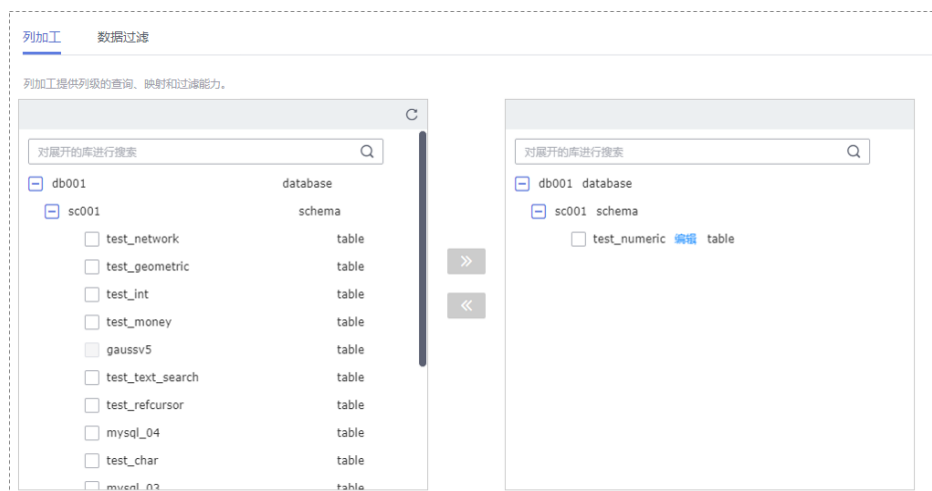 列加工 数据过滤
列加工提供列级的查询、映射和过滤能力。
对展开的库进行搜索
db001 database
sc001 schema
test_network table
test_geometric table
test_int table
test_money table
gaussv5 table
test_text_search table
test_refcursor table
mysql_04 table
test_char table
mysql_03 table
对展开的库进行搜索
db001 database
sc001 schema
test_numeric 编辑 table